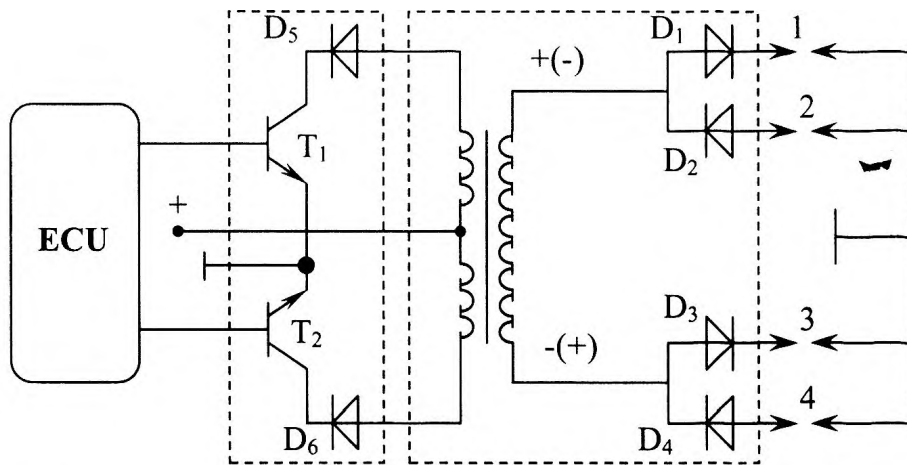 D5
D1
1
+(-)
2
T1
D2
+
ECU
T2
D3
3
-(+)
4
D6
D4